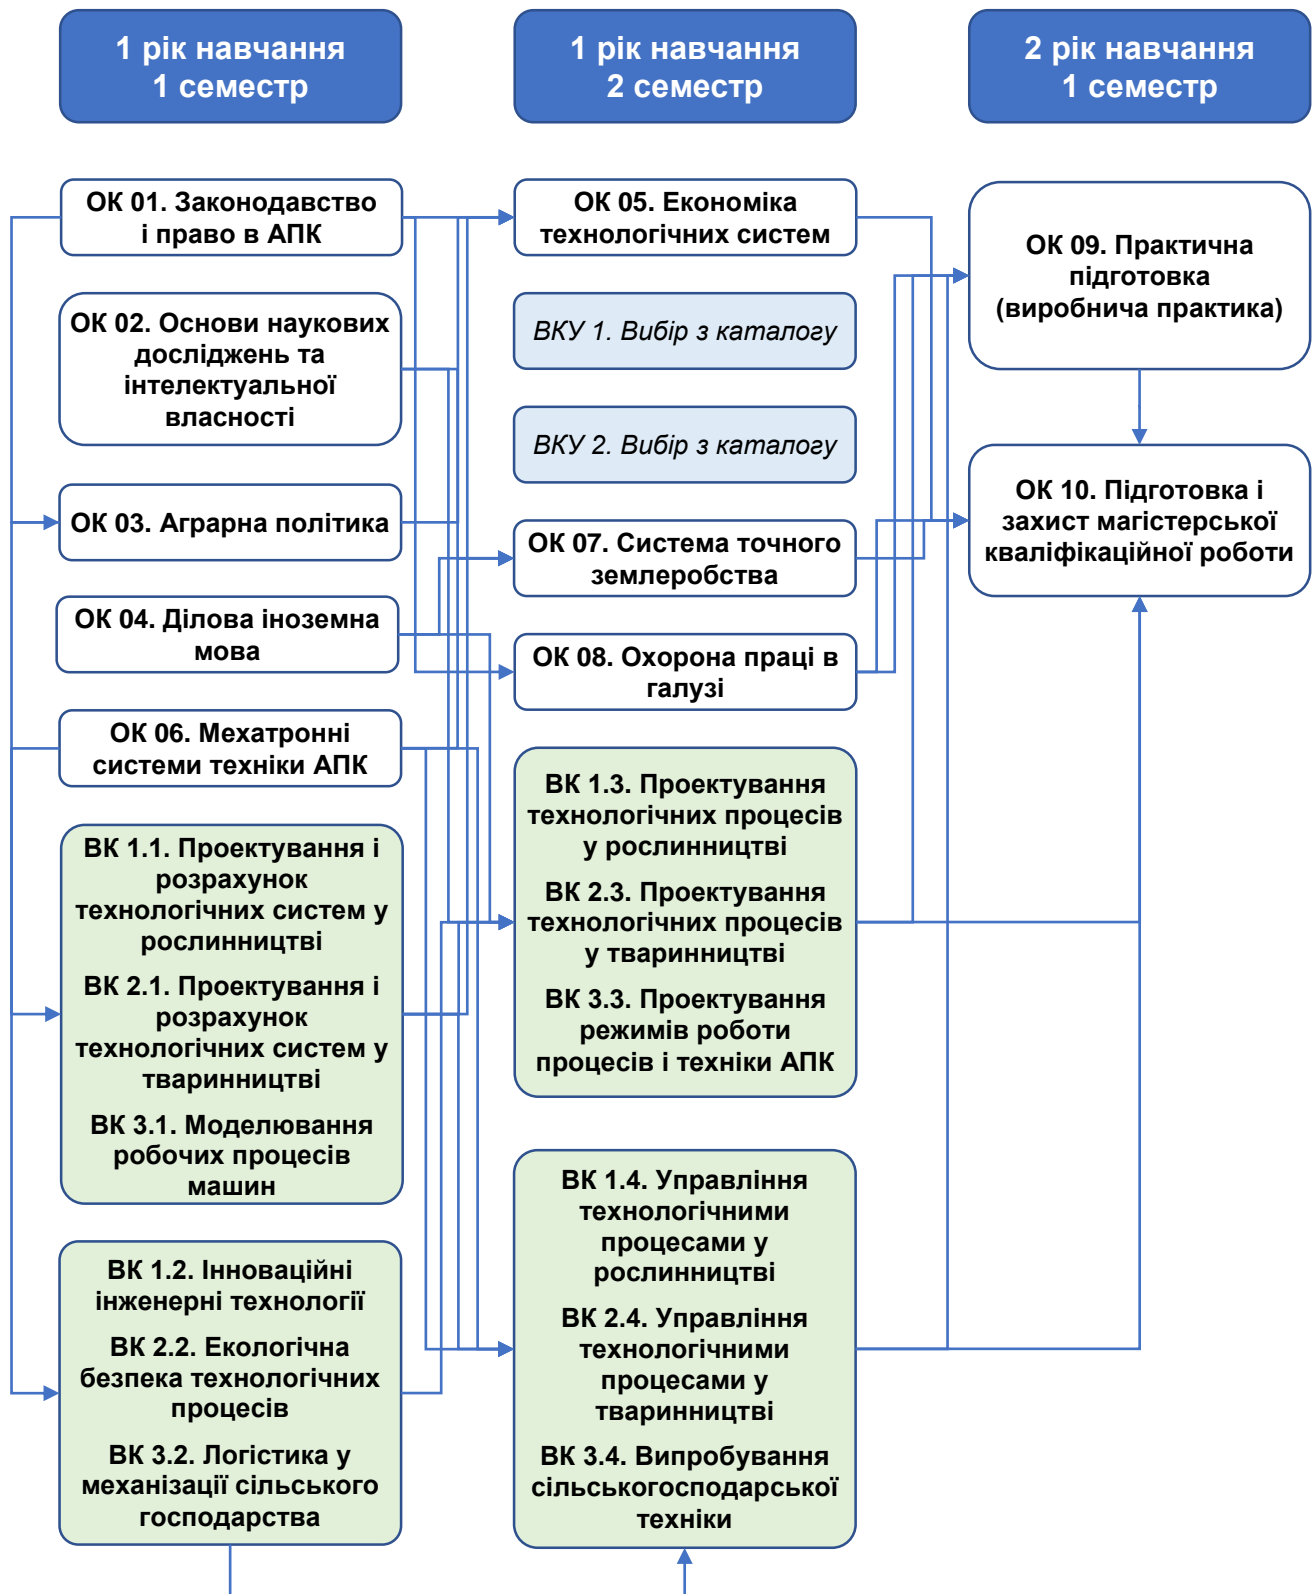 1 рік навчання
1 семестр
1 рік навчання
2 семестр
2 рік навчання
1 семестр
ОК 01. Законодавство
і право в АПК
ОК 02. Основи наукових
досліджень та
інтелектуальної
власності
ОК 03. Аграрна політика
ОК 04. Ділова іноземна
мова
ОК 06. Мехатронні
системи техніки АПК
ВК 1.1. Проектування і
розрахунок
технологічних систем у
рослинництві
ВК 2.1. Проектування і
розрахунок
технологічних систем у
тваринництві
ВК 3.1. Моделювання
робочих процесів
машин
ВК 1.2. Інноваційні
інженерні технології
ВК 2.2. Екологічна
безпека технологічних
процесів
ВК 3.2. Логістика у
механізації сільського
господарства
ОК 05. Економіка
технологічних систем
ВКУ 1. Вибір з каталогу
ВКУ 2. Вибір з каталогу
ОК 07. Система точного
землеробства
ОК 08. Охорона праці в
галузі
ВК 1.3. Проектування
технологічних процесів
у рослинництві
ВК 2.3. Проектування
технологічних процесів
у тваринництві
ВК 3.3. Проектування
режимів роботи
процесів і техніки АПК
ВК 1.4. Управління
технологічними
процесами у
рослинництві
ВК 2.4. Управління
технологічними
процесами у
тваринництві
ВК 3.4. Випробування
сільськогосподарської
техніки
ОК 09. Практична
підготовка
(виробнича практика)
ОК 10. Підготовка і
захист магістерської
кваліфікаційної роботи